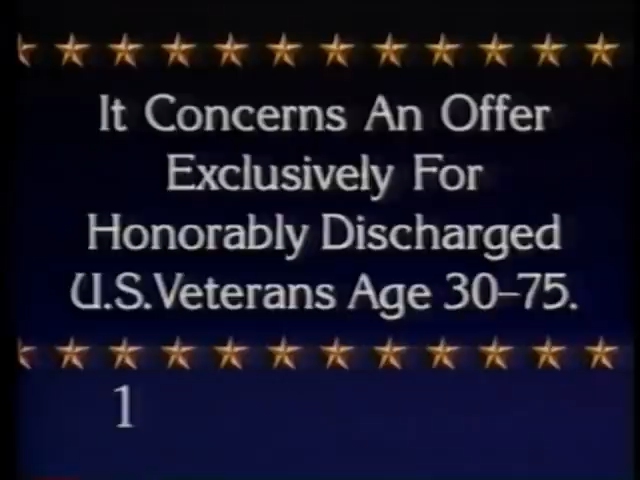 It Concerns An Offer
Exclusively For
Honorably Discharged
U.S. Veterans Age 30–75.
1